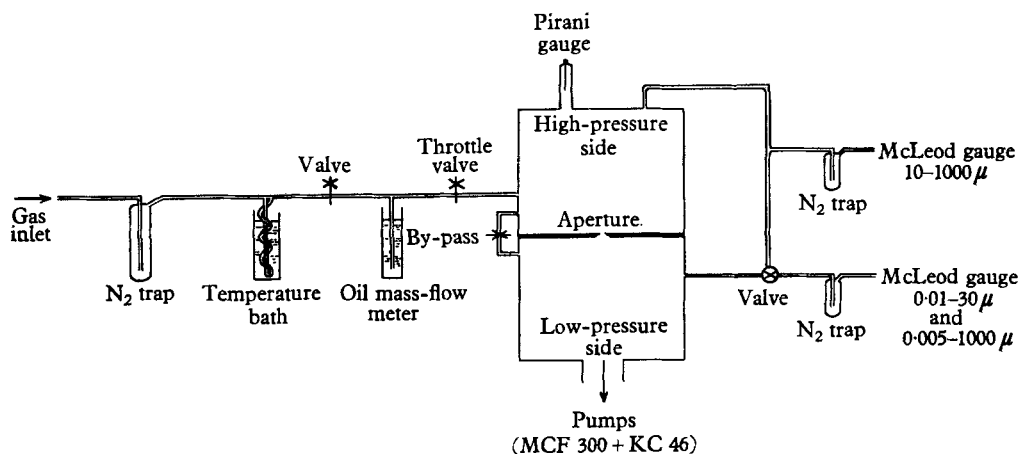 Pirani
gauge
High-pressure
side
Valve
Throttle
valve
McLeod gauge
10–1000 μ
N₂ trap
Gas
inlet
By-pass
Aperture.
N₂ trap
Temperature
bath
Oil mass-flow
meter
Valve
McLeod gauge
0·01–30 μ
and
0·005–1000 μ
N₂ trap
Low-pressure
side
Pumps
(MCF 300 + KC 46)